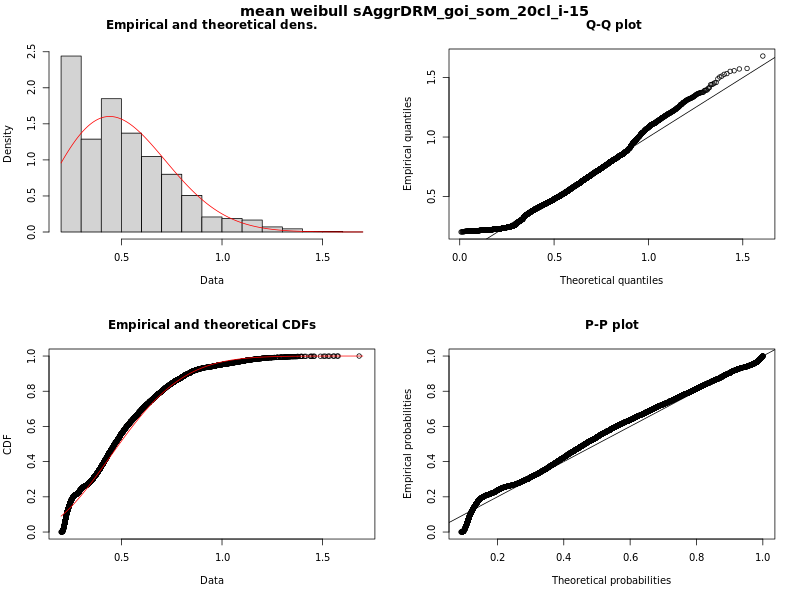 mean weibull sAggrDRM_goi_som_20cl_i-15
Empirical and theoretical dens.
Density
0.0 0.5 1.0 1.5 2.0 2.5
0.5 1.0 1.5
Data
Q-Q plot
Empirical quantiles
0.5 1.0 1.5
0.0 0.5 1.0 1.5
Theoretical quantiles
Empirical and theoretical CDFs
CDF
0.0 0.2 0.4 0.6 0.8 1.0
0.5 1.0 1.5
Data
P-P plot
Empirical probabilities
0.0 0.2 0.4 0.6 0.8 1.0
0.2 0.4 0.6 0.8 1.0
Theoretical probabilities